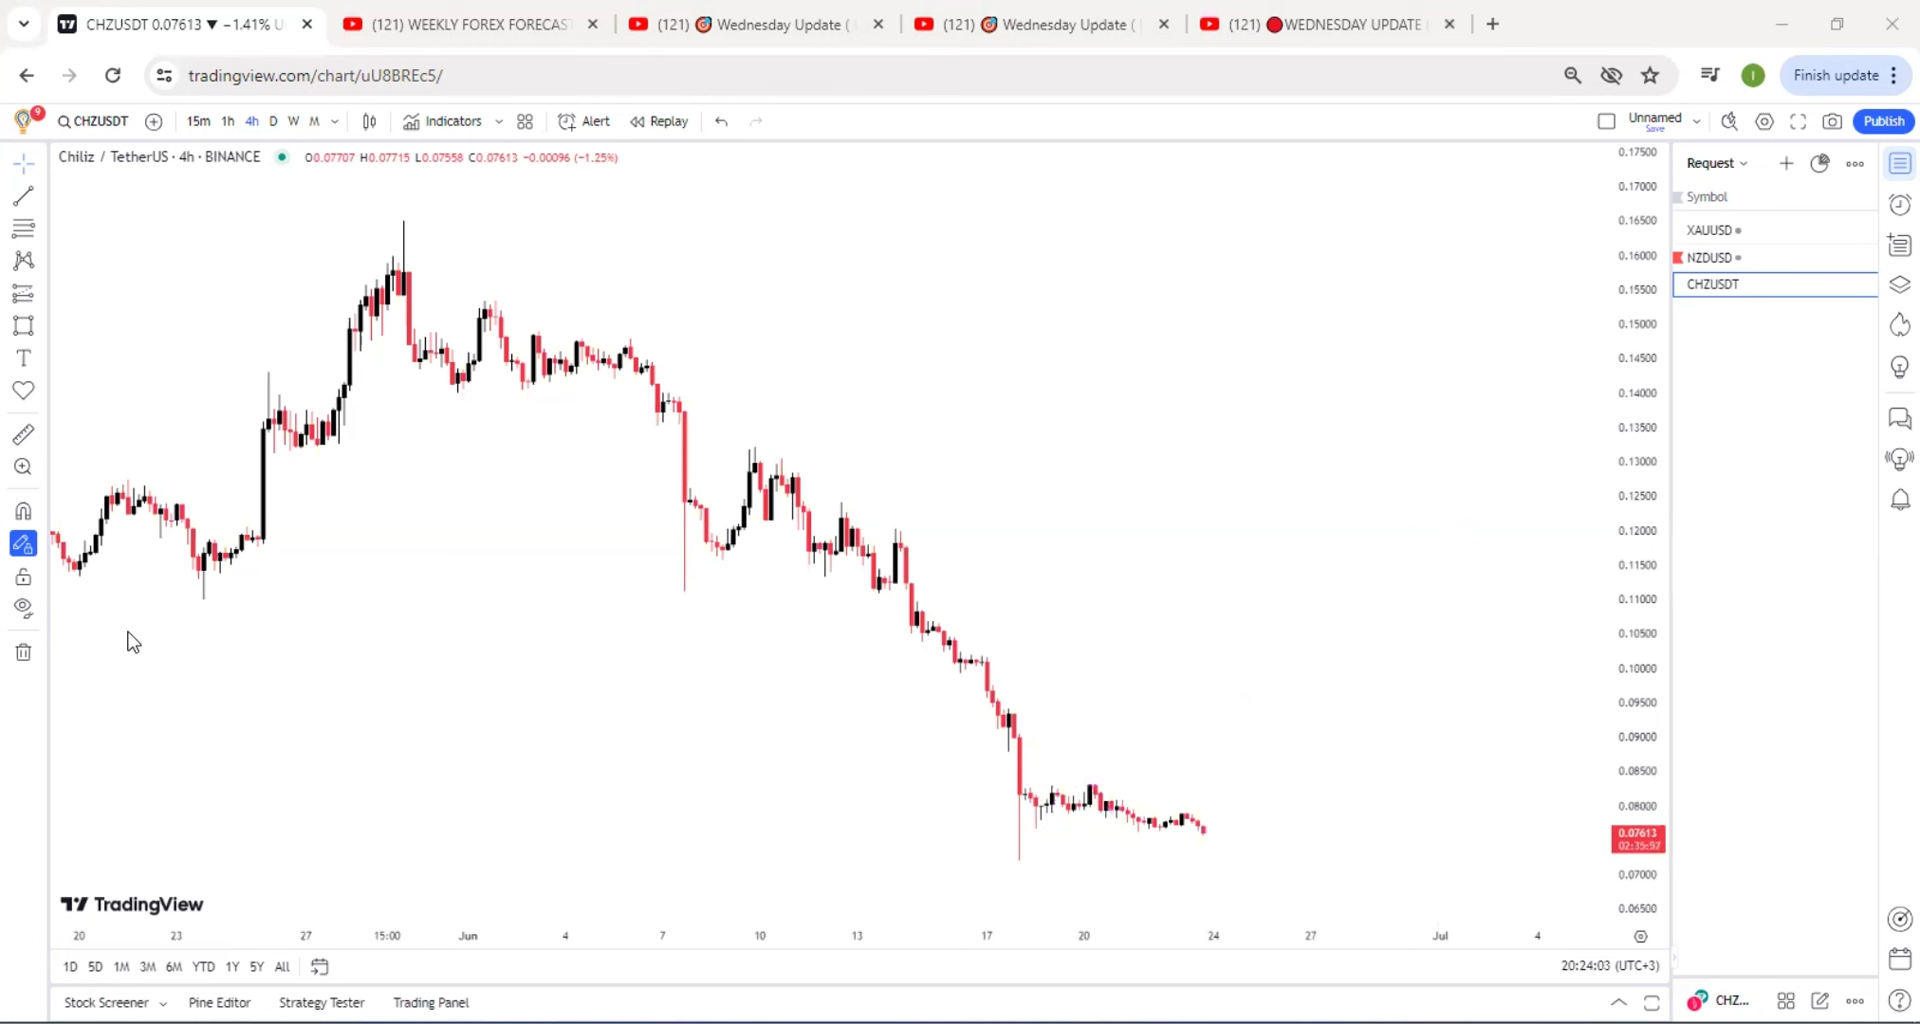 CHZUSDT 0.07613 ▼ −1.41% U
(121) WEEKLY FOREX FORECAST
(121) 🎯 Wednesday Update (
(121) 🎯 Wednesday Update (
(121) 🔴WEDNESDAY UPDATE
tradingview.com/chart/uU8BREc5/
I
Finish update
9
CHZUSDT
15m 1h 4h D W M
Indicators
Alert
Replay
Unnamed
Save
Publish
Chiliz / TetherUS · 4h · BINANCE
O0.07707 H0.07715 L0.07558 C0.07613 −0.00096 (−1.25%)
Request
Symbol
XAUUSD
NZDUSD
CHZUSDT
0.17500
0.17000
0.16500
0.16000
0.15500
0.15000
0.14500
0.14000
0.13500
0.13000
0.12500
0.12000
0.11500
0.11000
0.10500
0.10000
0.09500
0.09000
0.08500
0.08000
0.07613
02:35:57
0.07000
0.06500
TradingView
20 23 27 15:00 Jun 4 7 10 13 17 20 24 27 Jul 4
1D 5D 1M 3M 6M YTD 1Y 5Y All
20:24:03 (UTC+3)
Stock Screener
Pine Editor
Strategy Tester
Trading Panel
CHZ...